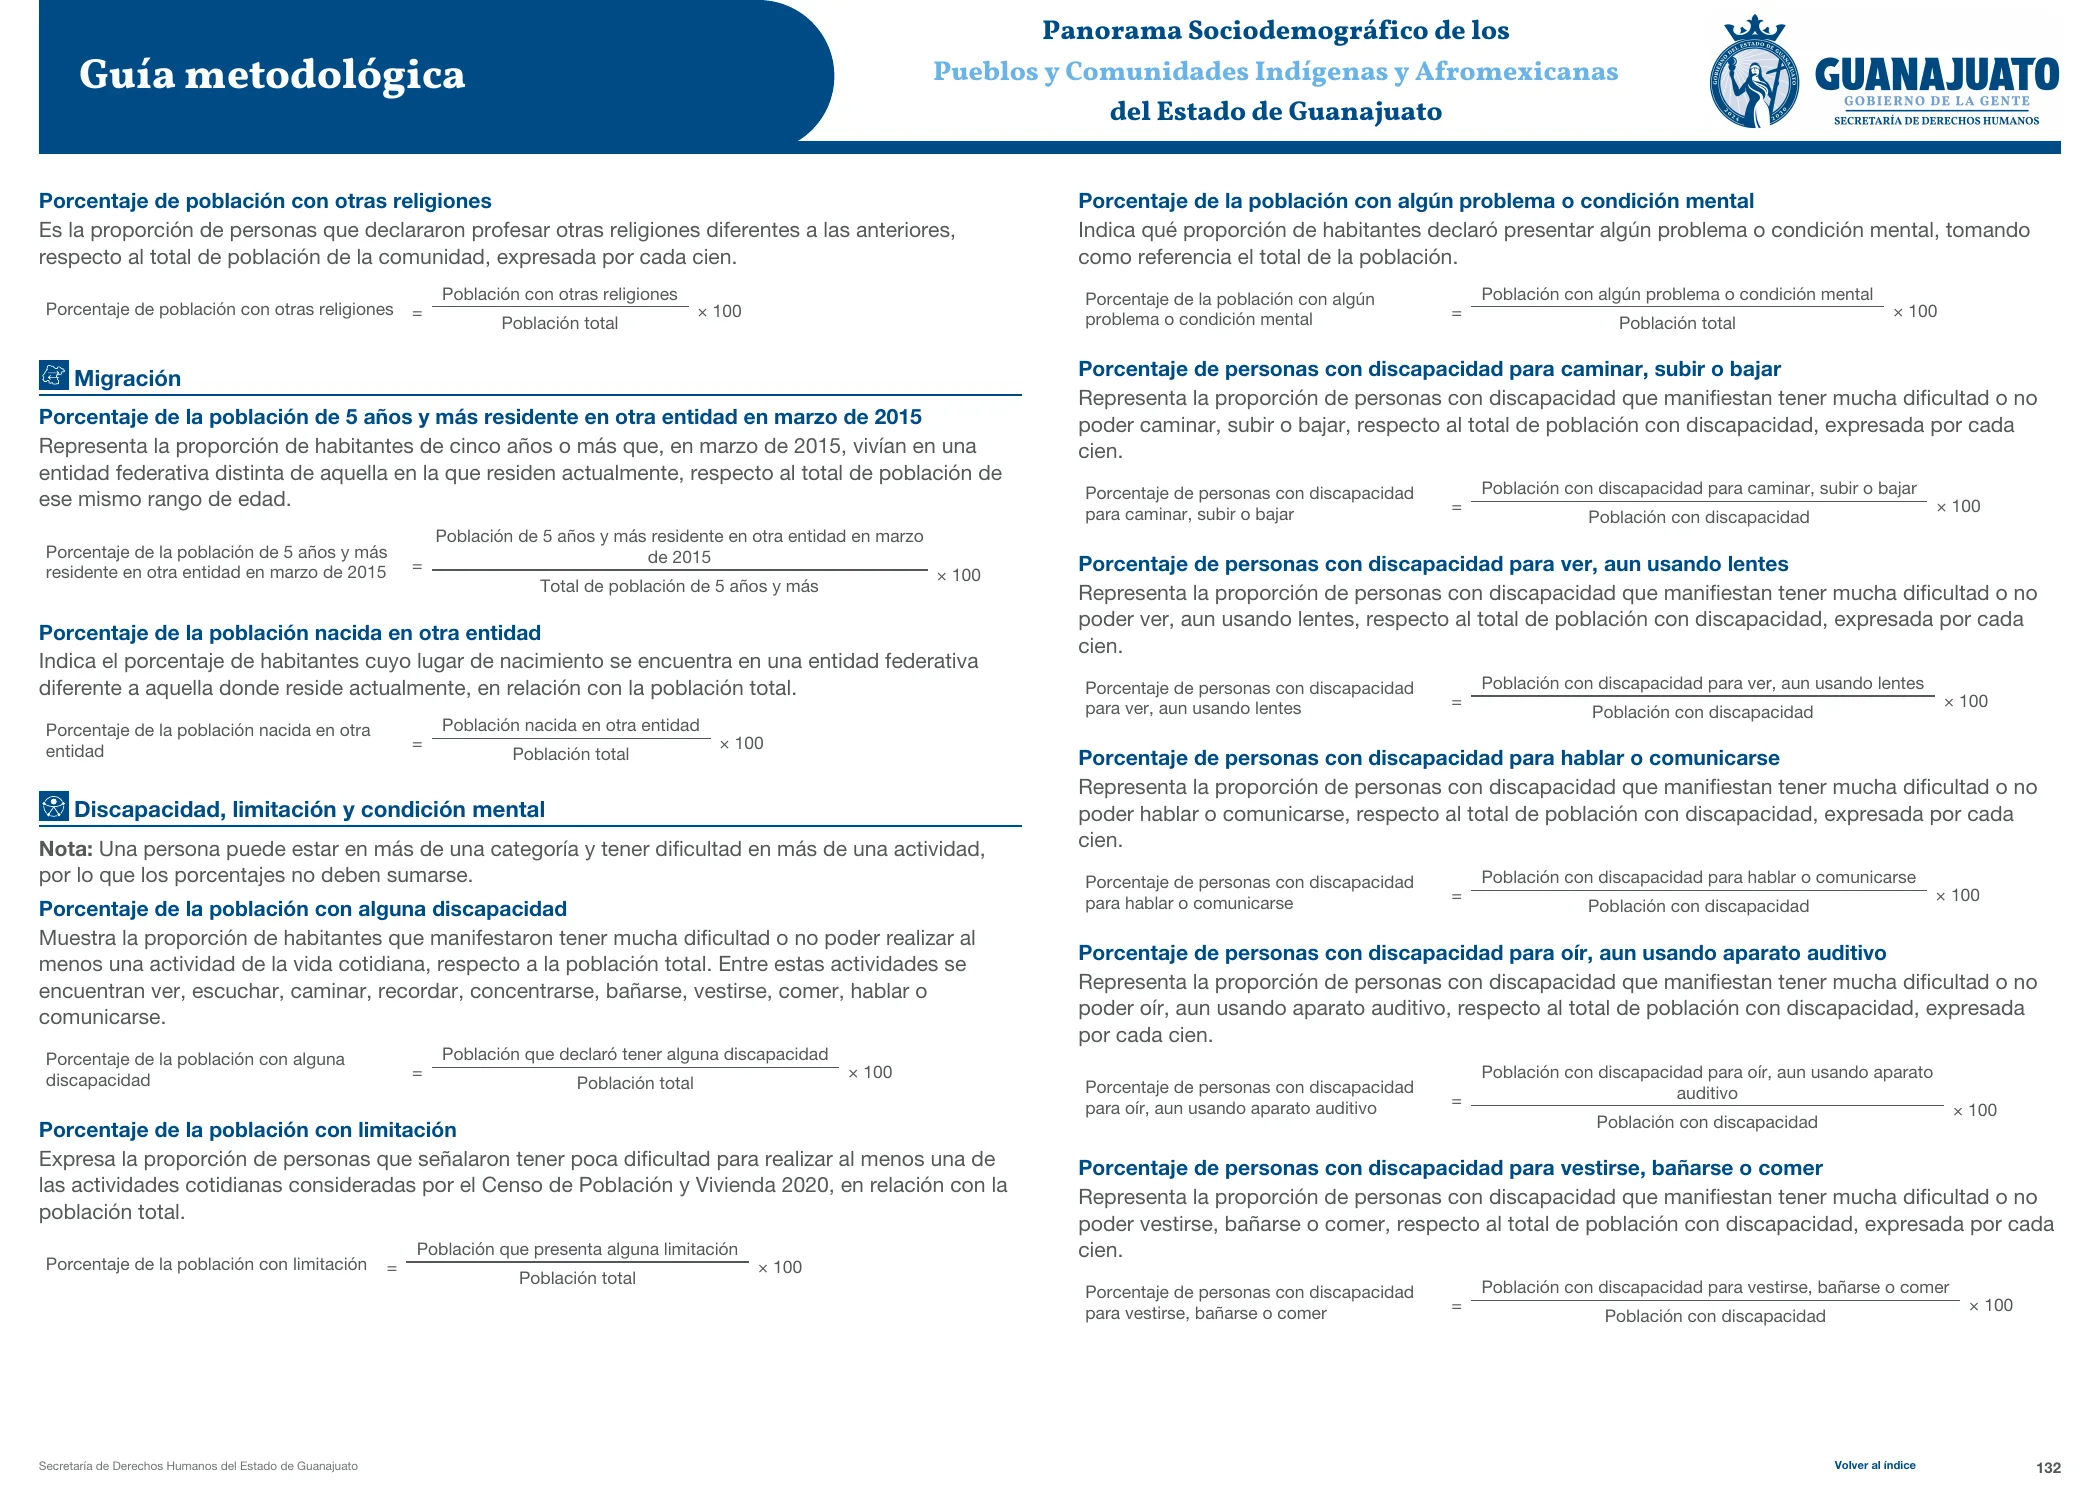 Guía metodológica
Panorama Sociodemográfico de los
Pueblos y Comunidades Indígenas y Afromexicanas
del Estado de Guanajuato
GUANAJUATO
GOBIERNO DE LA GENTE
SECRETARÍA DE DERECHOS HUMANOS
Porcentaje de población con otras religiones
Es la proporción de personas que declararon profesar otras religiones diferentes a las anteriores,
respecto al total de población de la comunidad, expresada por cada cien.
Porcentaje de población con otras religiones
=
Población con otras religiones
Población total
× 100
Migración
Porcentaje de la población de 5 años y más residente en otra entidad en marzo de 2015
Representa la proporción de habitantes de cinco años o más que, en marzo de 2015, vivían en una
entidad federativa distinta de aquella en la que residen actualmente, respecto al total de población de
ese mismo rango de edad.
Porcentaje de la población de 5 años y más
residente en otra entidad en marzo de 2015
=
Población de 5 años y más residente en otra entidad en marzo
de 2015
Total de población de 5 años y más
× 100
Porcentaje de la población nacida en otra entidad
Indica el porcentaje de habitantes cuyo lugar de nacimiento se encuentra en una entidad federativa
diferente a aquella donde reside actualmente, en relación con la población total.
Porcentaje de la población nacida en otra
entidad
=
Población nacida en otra entidad
Población total
× 100
Discapacidad, limitación y condición mental
Nota: Una persona puede estar en más de una categoría y tener dificultad en más de una actividad,
por lo que los porcentajes no deben sumarse.
Porcentaje de la población con alguna discapacidad
Muestra la proporción de habitantes que manifestaron tener mucha dificultad o no poder realizar al
menos una actividad de la vida cotidiana, respecto a la población total. Entre estas actividades se
encuentran ver, escuchar, caminar, recordar, concentrarse, bañarse, vestirse, comer, hablar o
comunicarse.
Porcentaje de la población con alguna
discapacidad
=
Población que declaró tener alguna discapacidad
Población total
× 100
Porcentaje de la población con limitación
Expresa la proporción de personas que señalaron tener poca dificultad para realizar al menos una de
las actividades cotidianas consideradas por el Censo de Población y Vivienda 2020, en relación con la
población total.
Porcentaje de la población con limitación
=
Población que presenta alguna limitación
Población total
× 100
Porcentaje de la población con algún problema o condición mental
Indica qué proporción de habitantes declaró presentar algún problema o condición mental, tomando
como referencia el total de la población.
Porcentaje de la población con algún
problema o condición mental
=
Población con algún problema o condición mental
Población total
× 100
Porcentaje de personas con discapacidad para caminar, subir o bajar
Representa la proporción de personas con discapacidad que manifiestan tener mucha dificultad o no
poder caminar, subir o bajar, respecto al total de población con discapacidad, expresada por cada
cien.
Porcentaje de personas con discapacidad
para caminar, subir o bajar
=
Población con discapacidad para caminar, subir o bajar
Población con discapacidad
× 100
Porcentaje de personas con discapacidad para ver, aun usando lentes
Representa la proporción de personas con discapacidad que manifiestan tener mucha dificultad o no
poder ver, aun usando lentes, respecto al total de población con discapacidad, expresada por cada
cien.
Porcentaje de personas con discapacidad
para ver, aun usando lentes
=
Población con discapacidad para ver, aun usando lentes
Población con discapacidad
× 100
Porcentaje de personas con discapacidad para hablar o comunicarse
Representa la proporción de personas con discapacidad que manifiestan tener mucha dificultad o no
poder hablar o comunicarse, respecto al total de población con discapacidad, expresada por cada
cien.
Porcentaje de personas con discapacidad
para hablar o comunicarse
=
Población con discapacidad para hablar o comunicarse
Población con discapacidad
× 100
Porcentaje de personas con discapacidad para oír, aun usando aparato auditivo
Representa la proporción de personas con discapacidad que manifiestan tener mucha dificultad o no
poder oír, aun usando aparato auditivo, respecto al total de población con discapacidad, expresada
por cada cien.
Porcentaje de personas con discapacidad
para oír, aun usando aparato auditivo
=
Población con discapacidad para oír, aun usando aparato
auditivo
Población con discapacidad
× 100
Porcentaje de personas con discapacidad para vestirse, bañarse o comer
Representa la proporción de personas con discapacidad que manifiestan tener mucha dificultad o no
poder vestirse, bañarse o comer, respecto al total de población con discapacidad, expresada por cada
cien.
Porcentaje de personas con discapacidad
para vestirse, bañarse o comer
=
Población con discapacidad para vestirse, bañarse o comer
Población con discapacidad
× 100
Secretaría de Derechos Humanos del Estado de Guanajuato
Volver al índice
132